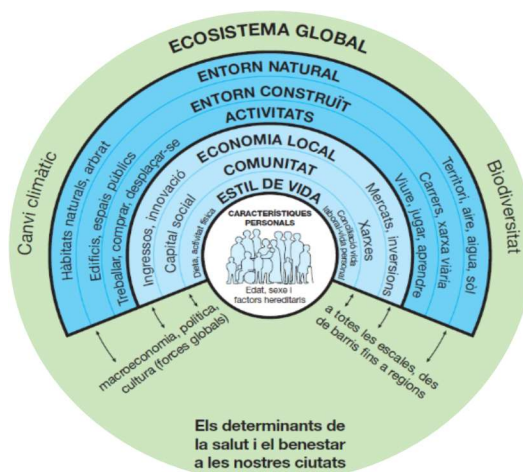 ECOSISTEMA GLOBAL
Canvi climàtic
Biodiversitat
ENTORN NATURAL
Hàbitats naturals, arbrat
Territori, aire, aigua, sòl
ENTORN CONSTRUÏT
Edificis, espais públics
Carrers, xarxa viària
ACTIVITATS
Treballar, comprar, desplaçar-se
Viure, jugar, aprendre
ECONOMIA LOCAL
Ingressos, innovació
Mercats, inversions
COMUNITAT
Capital social
Xarxes
ESTIL DE VIDA
Dieta, activitat física
Conciliació vida
laboral-vida personal
CARACTERÍSTIQUES
PERSONALS
Edat, sexe i
factors hereditaris
macroeconomia, política,
cultura (forces globals)
a totes les escales, des
de barris fins a regions
Els determinants de
la salut i el benestar
a les nostres ciutats